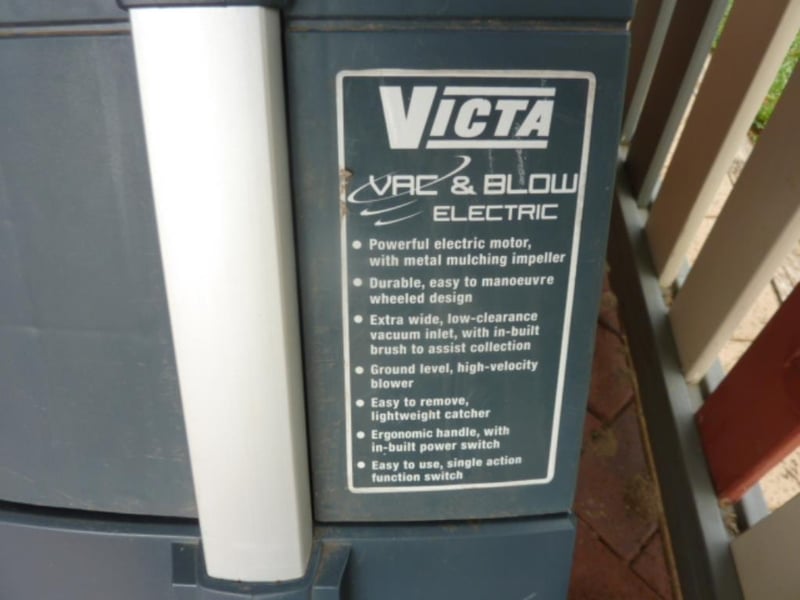 VICTA
VAC & BLOW
ELECTRIC
• Powerful electric motor,
with metal mulching impeller
• Durable, easy to manoeuvre
wheeled design
• Extra wide, low-clearance
vacuum inlet, with in-built
brush to assist collection
• Ground level, high-velocity
blower
• Easy to remove,
lightweight catcher
• Ergonomic handle, with
in-built power switch
• Easy to use, single action
function switch